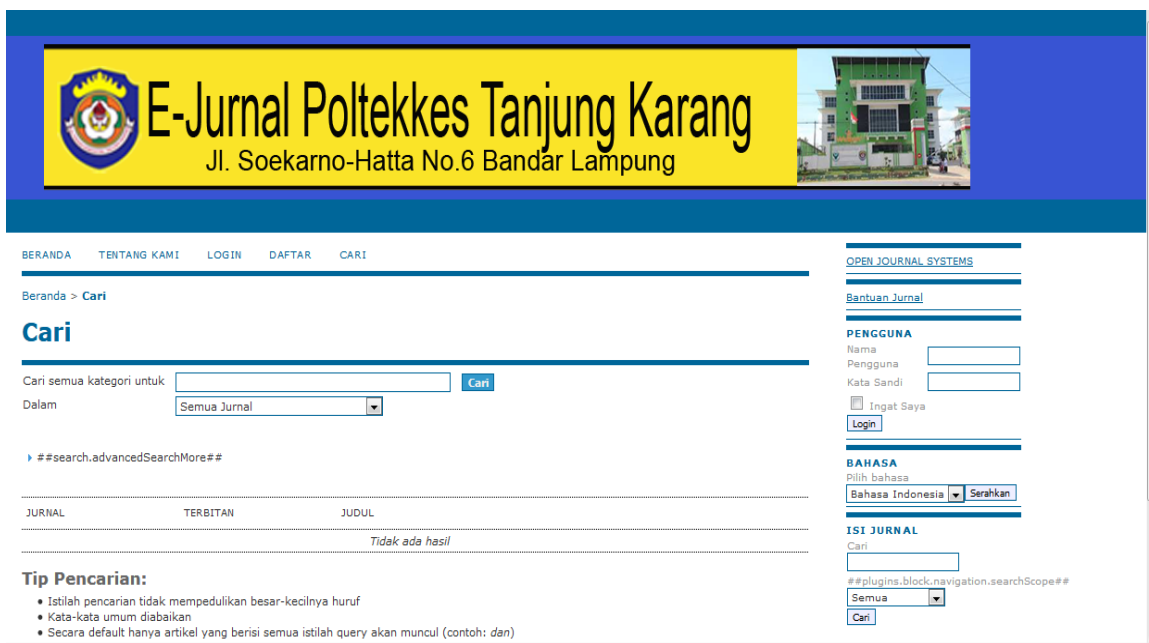 E-Jurnal Poltekkes Tanjung Karang
Jl. Soekarno-Hatta No.6 Bandar Lampung
BERANDA TENTANG KAMI LOGIN DAFTAR CARI
Beranda > Cari
Cari
Cari semua kategori untuk Cari
Dalam Semua Jurnal
##search.advancedSearchMore##
JURNAL TERBITAN JUDUL
Tidak ada hasil
Tip Pencarian:
• Istilah pencarian tidak mempedulikan besar-kecilnya huruf
• Kata-kata umum diabaikan
• Secara default hanya artikel yang berisi semua istilah query akan muncul (contoh: dan)
OPEN JOURNAL SYSTEMS
Bantuan Jurnal
PENGGUNA
Nama
Pengguna
Kata Sandi
Ingat Saya
Login
BAHASA
Pilih bahasa
Bahasa Indonesia Serahkan
ISI JURNAL
Cari
##plugins.block.navigation.searchScope##
Semua
Cari